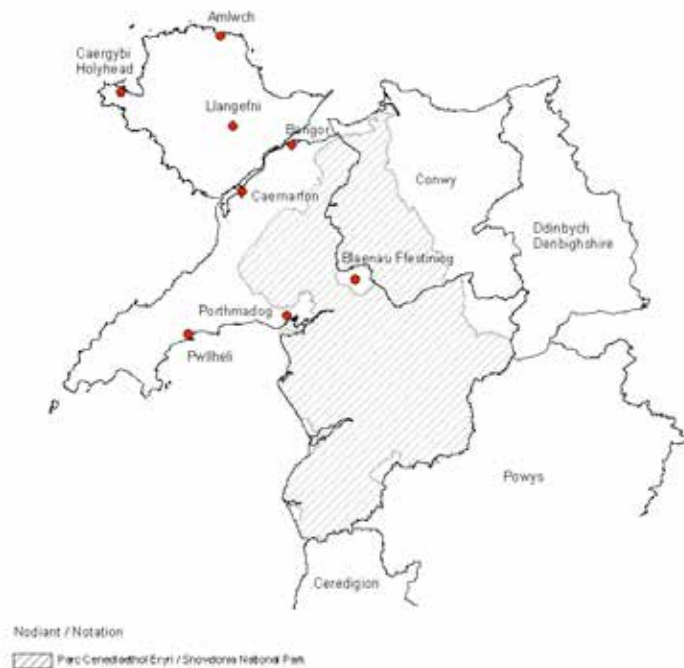 Amlwch
Caergybi
Holyhead
Llangefni
Bangor
Caernarfon
Conwy
Ddinbych
Denbighshire
Blaenau Ffestiniog
Porthmadog
Pwllheli
Powys
Ceredigion
Nodiant / Notation
Parc Cenedlaethol Eryri / Snowdonia National Park